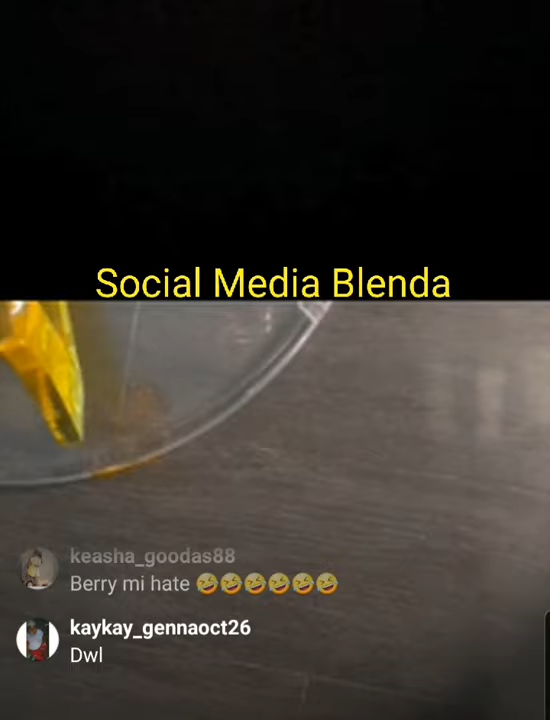 Social Media Blenda
keasha_goodas88
Berry mi hate 🤣🤣🤣🤣🤣🤣
kaykay_gennaoct26
Dwl